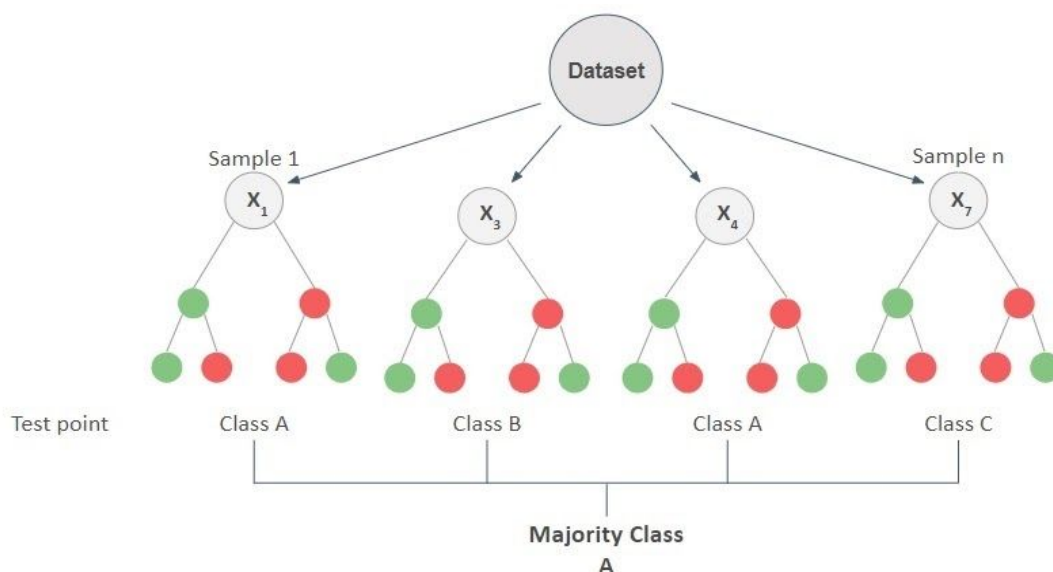 Dataset
Sample 1
Sample n
X1
X3
X4
X7
Test point
Class A
Class B
Class A
Class C
Majority Class
A